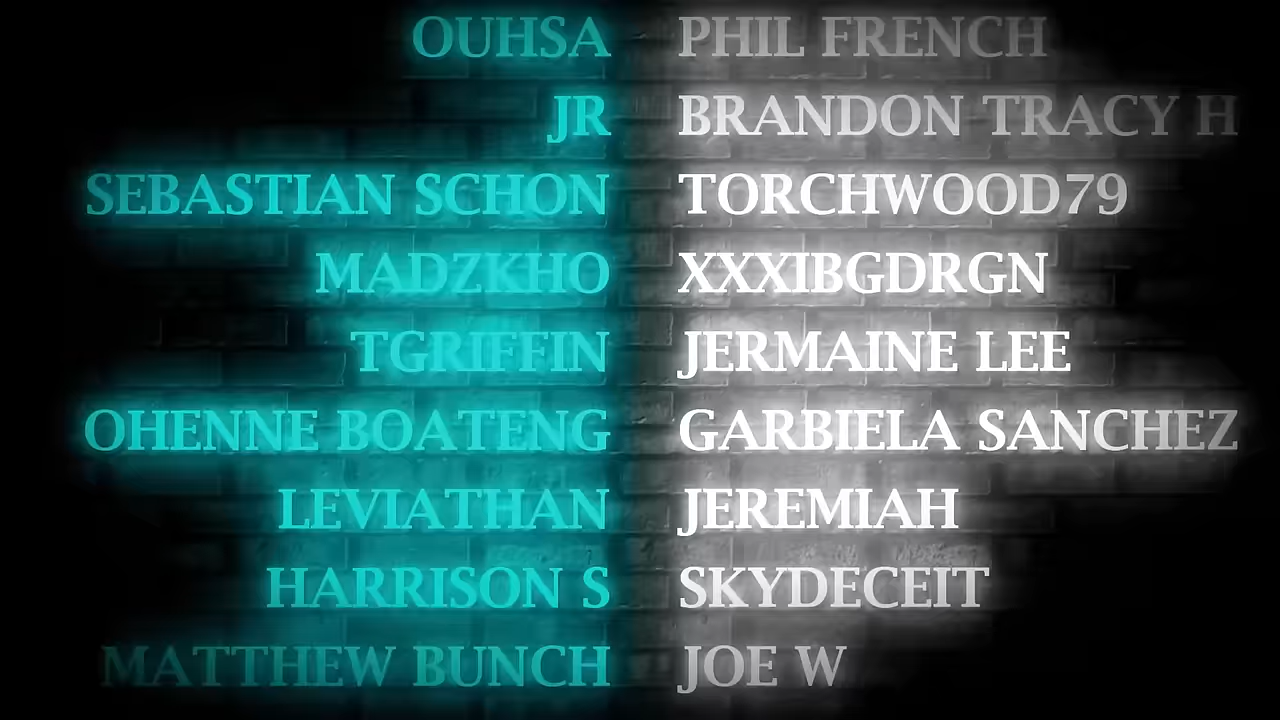 OUHSA PHIL FRENCH
JR BRANDON TRACY H
SEBASTIAN SCHON TORCHWOOD79
MADZKHO XXXIBGDRGN
TGRIFFIN JERMAINE LEE
OHENNE BOATENG GARBIELA SANCHEZ
LEVIATHAN JEREMIAH
HARRISON S SKYDECEIT
MATTHEW BUNCH JOE W